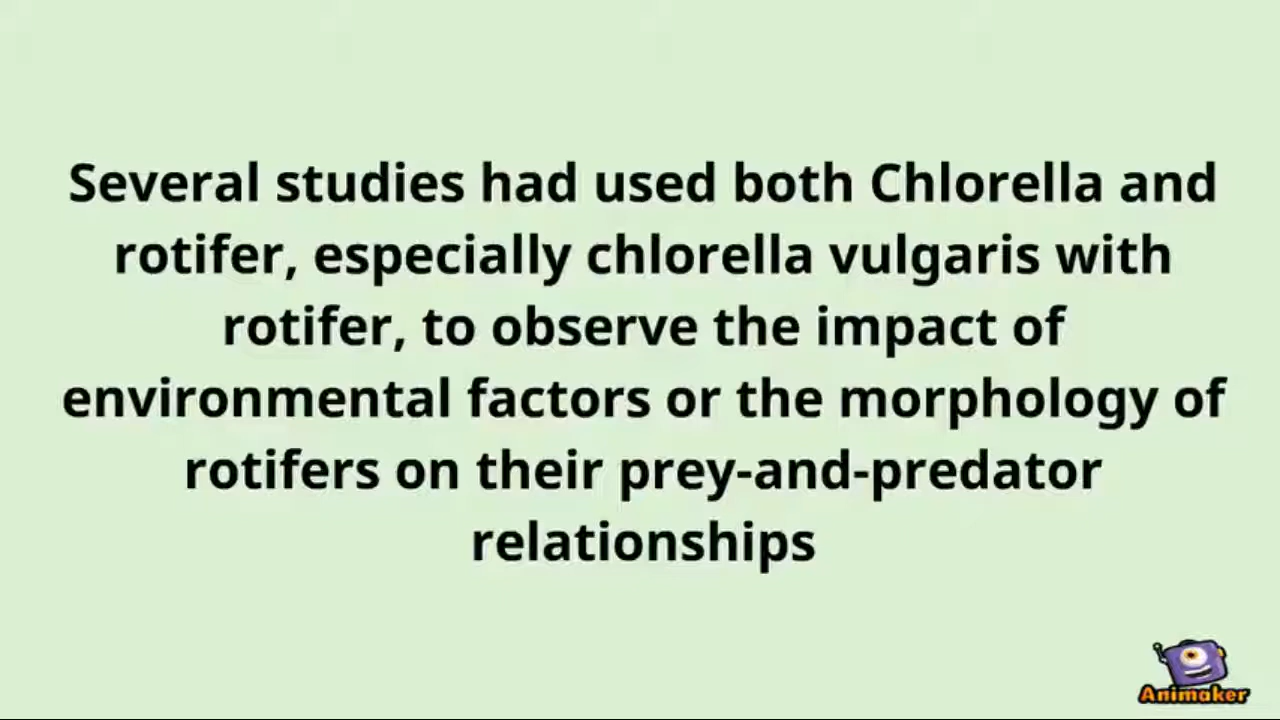 Several studies had used both Chlorella and
rotifer, especially chlorella vulgaris with
rotifer, to observe the impact of
environmental factors or the morphology of
rotifers on their prey-and-predator
relationships
Animaker